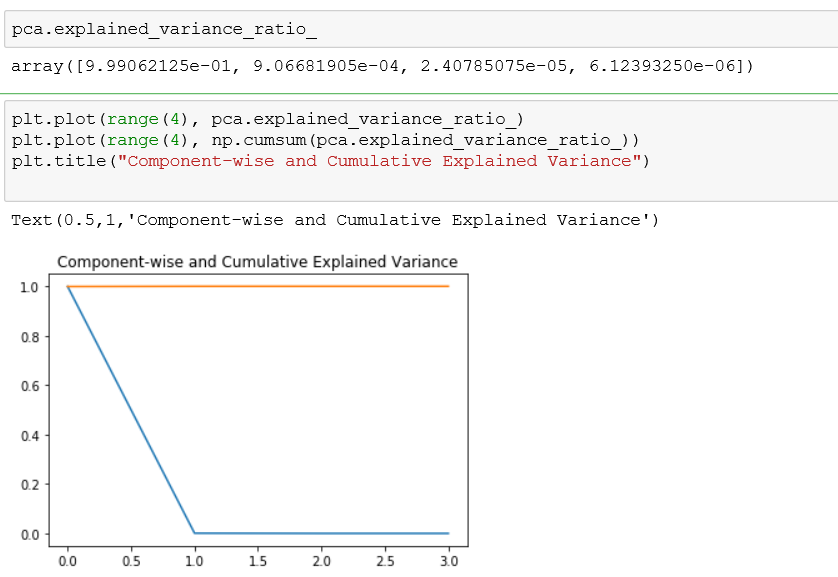 pca.explained_variance_ratio_
array([9.99062125e-01, 9.06681905e-04, 2.40785075e-05, 6.12393250e-06])
plt.plot(range(4), pca.explained_variance_ratio_)
plt.plot(range(4), np.cumsum(pca.explained_variance_ratio_))
plt.title("Component-wise and Cumulative Explained Variance")
Text(0.5,1,'Component-wise and Cumulative Explained Variance')
Component-wise and Cumulative Explained Variance
1.0
0.8
0.6
0.4
0.2
0.0
0.0 0.5 1.0 1.5 2.0 2.5 3.0